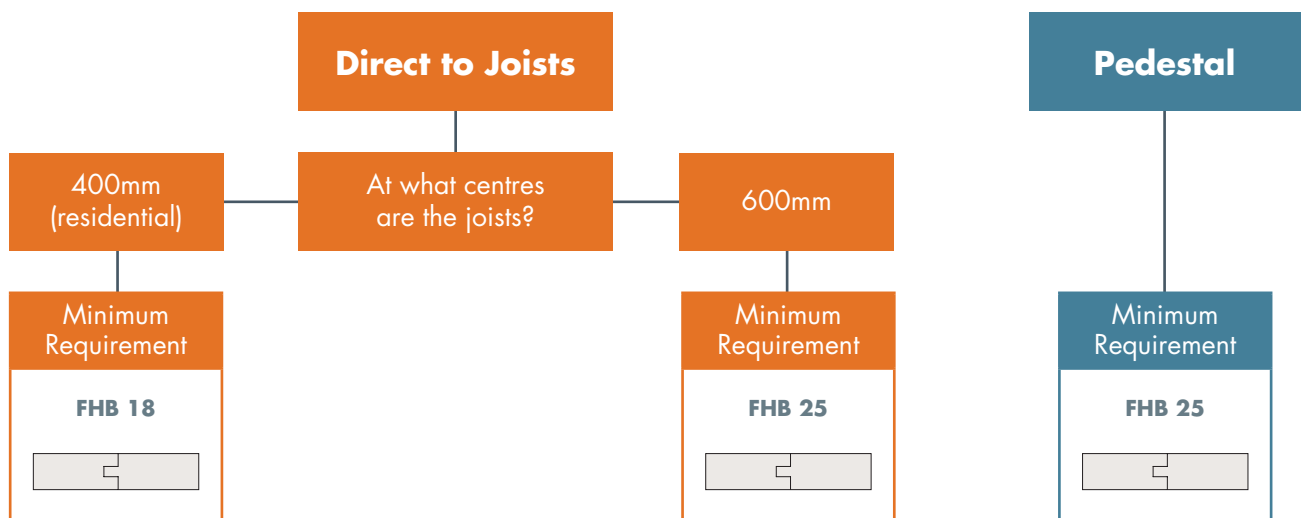 Direct to Joists
Pedestal
400mm
(residential)
At what centres
are the joists?
600mm
Minimum
Requirement
FHB 18
Minimum
Requirement
FHB 25
Minimum
Requirement
FHB 25